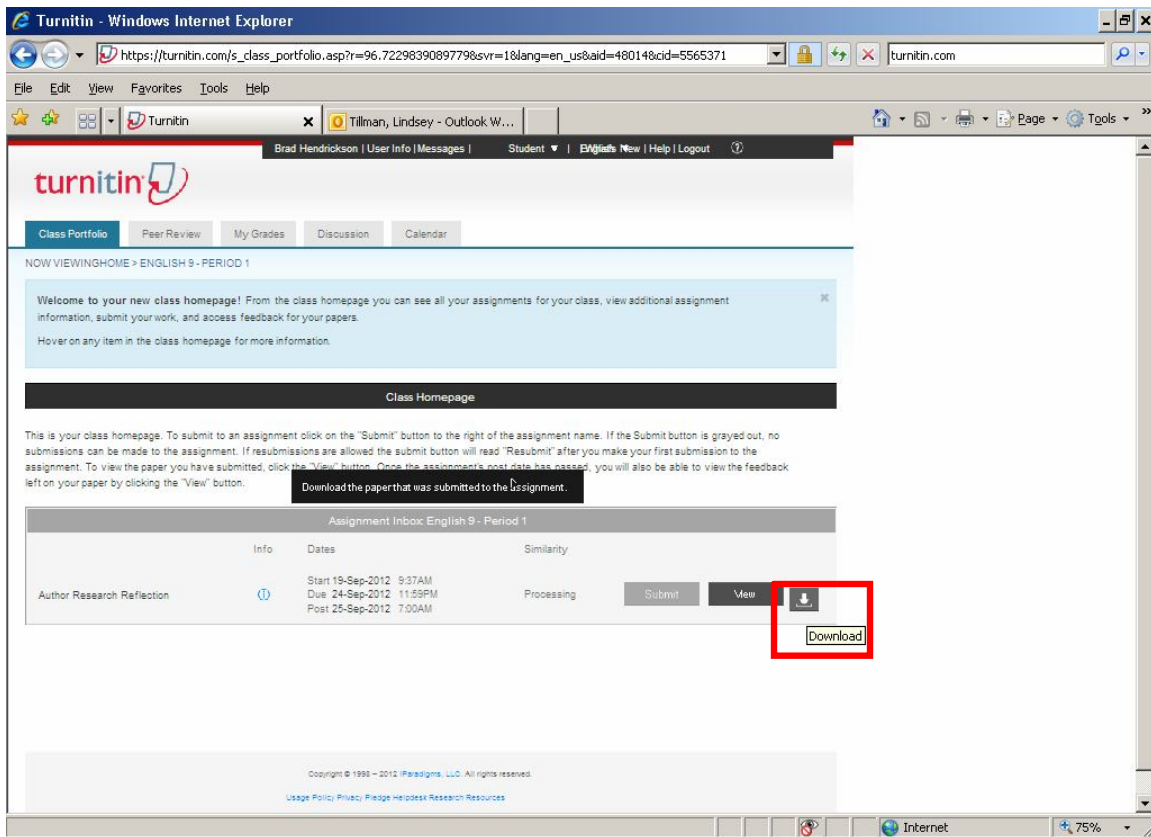 Turnitin - Windows Internet Explorer
https://turnitin.com/s_class_portfolio.asp?r=96.7229839089779&svr=1&lang=en_us&aid=48014&cid=5565371
turnitin.com
File Edit View Favorites Tools Help
Turnitin
Tillman, Lindsey - Outlook W...
Page Tools
Brad Hendrickson | User Info | Messages | Student | New | Help | Logout
turnitin
Class Portfolio Peer Review My Grades Discussion Calendar
NOW VIEWINGHOME > ENGLISH 9 - PERIOD 1
Welcome to your new class homepage! From the class homepage you can see all your assignments for your class, view additional assignment
information, submit your work, and access feedback for your papers.
Hover on any item in the class homepage for more information.
Class Homepage
This is your class homepage. To submit to an assignment click on the "Submit" button to the right of the assignment name. If the Submit button is grayed out, no
submissions can be made to the assignment. If resubmissions are allowed the submit button will read "Resubmit" after you make your first submission to the
assignment. To view the paper you have submitted, click the "View" button. Once the assignment's post date has passed, you will also be able to view the feedback
left on your paper by clicking the "View" button.
Download the paper that was submitted to the assignment.
Assignment Inbox: English 9 - Period 1
Info Dates Similarity
Start 19-Sep-2012 9:37AM
Author Research Reflection Due 24-Sep-2012 11:59PM Processing Submit View
Post 25-Sep-2012 7:00AM
Download
Copyright © 1998 – 2012 iParadigms, LLC. All rights reserved.
Usage Policy Privacy Pledge Helpdesk Research Resources
Internet 75%